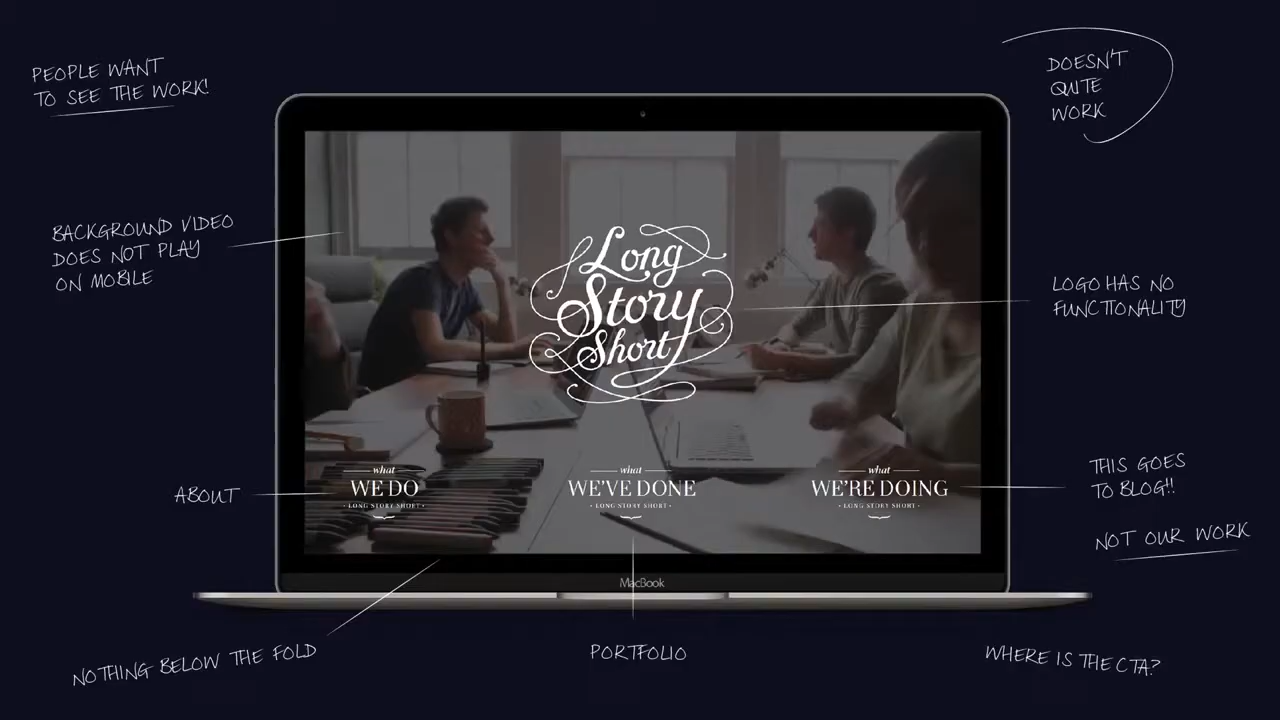 PEOPLE WANT
TO SEE THE WORK!
DOESN'T
QUITE
WORK
BACKGROUND VIDEO
DOES NOT PLAY
ON MOBILE
Long
Story
Short
LOGO HAS NO
FUNCTIONALITY
ABOUT
what
WE DO
• LONG STORY SHORT •
what
WE'VE DONE
• LONG STORY SHORT •
what
WE'RE DOING
• LONG STORY SHORT •
THIS GOES
TO BLOG!!
NOT OUR WORK
MacBook
NOTHING BELOW THE FOLD
PORTFOLIO
WHERE IS THE CTA?